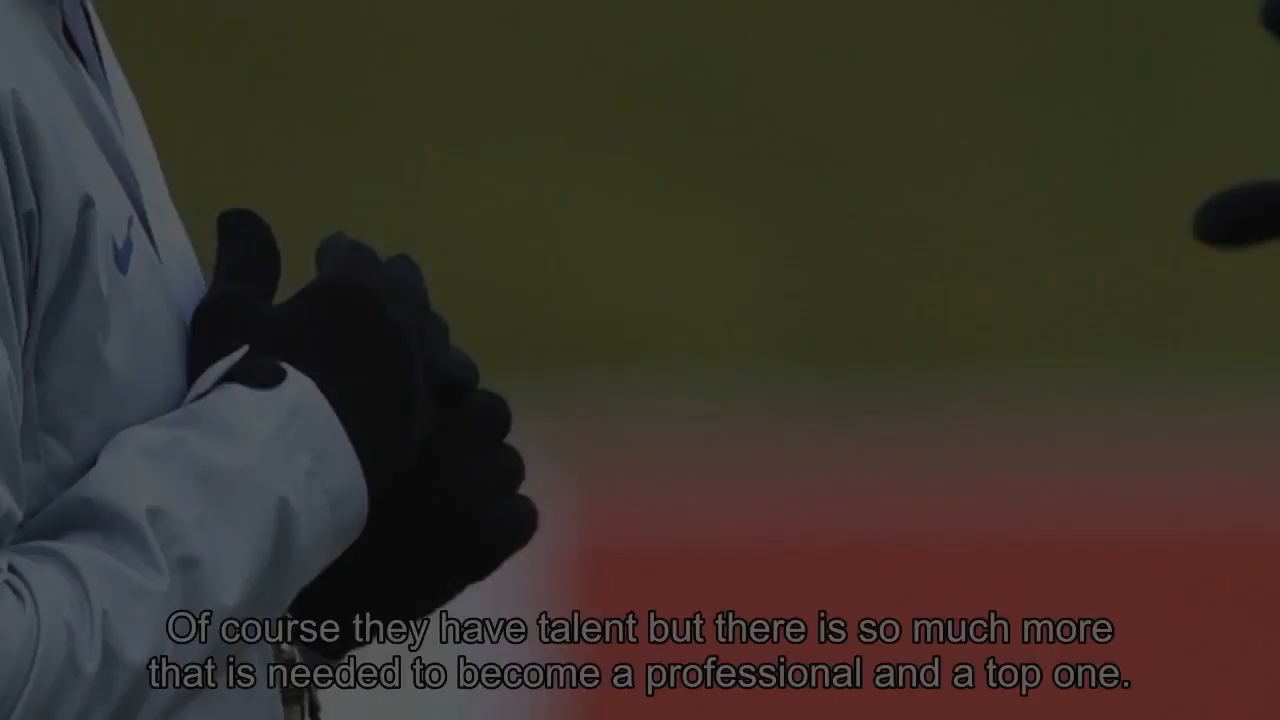 Of course they have talent but there is so much more
that is needed to become a professional and a top one.